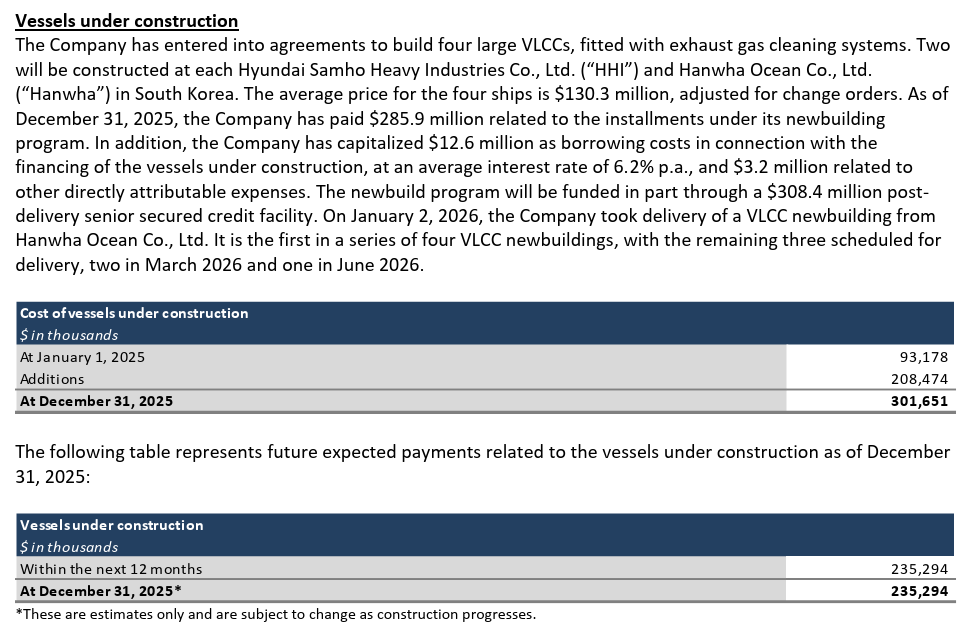 Vessels under construction
The Company has entered into agreements to build four large VLCCs, fitted with exhaust gas cleaning systems. Two
will be constructed at each Hyundai Samho Heavy Industries Co., Ltd. (“HHI”) and Hanwha Ocean Co., Ltd.
(“Hanwha”) in South Korea. The average price for the four ships is $130.3 million, adjusted for change orders. As of
December 31, 2025, the Company has paid $285.9 million related to the installments under its newbuilding
program. In addition, the Company has capitalized $12.6 million as borrowing costs in connection with the
financing of the vessels under construction, at an average interest rate of 6.2% p.a., and $3.2 million related to
other directly attributable expenses. The newbuild program will be funded in part through a $308.4 million post-
delivery senior secured credit facility. On January 2, 2026, the Company took delivery of a VLCC newbuilding from
Hanwha Ocean Co., Ltd. It is the first in a series of four VLCC newbuildings, with the remaining three scheduled for
delivery, two in March 2026 and one in June 2026.
Cost of vessels under construction
$ in thousands
At January 1, 2025 93,178
Additions 208,474
At December 31, 2025 301,651
The following table represents future expected payments related to the vessels under construction as of December
31, 2025:
Vessels under construction
$ in thousands
Within the next 12 months 235,294
At December 31, 2025* 235,294
*These are estimates only and are subject to change as construction progresses.